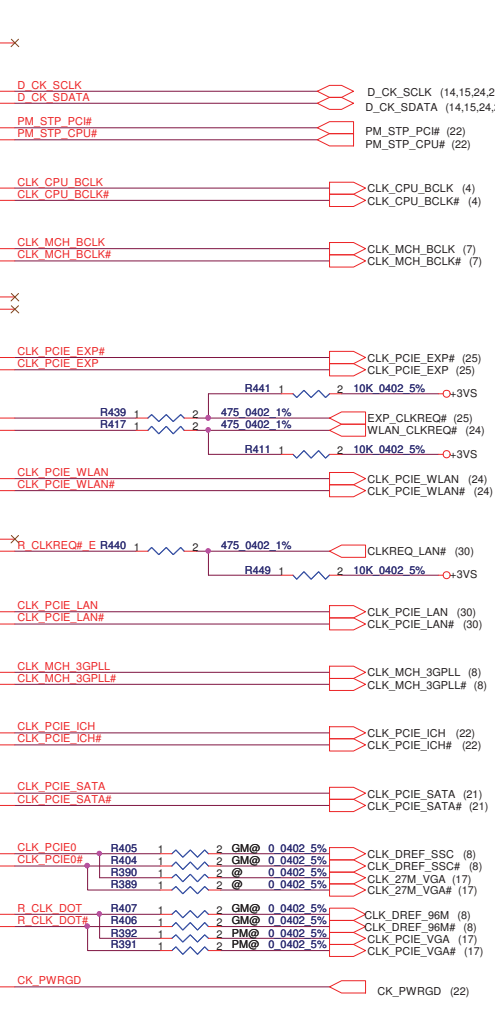 D_CK_SCLK D_CK_SCLK (14,15,24,2
D_CK_SDATA D_CK_SDATA (14,15,24,
PM_STP_PCI# PM_STP_PCI# (22)
PM_STP_CPU# PM_STP_CPU# (22)
CLK_CPU_BCLK CLK_CPU_BCLK (4)
CLK_CPU_BCLK# CLK_CPU_BCLK# (4)
CLK_MCH_BCLK CLK_MCH_BCLK (7)
CLK_MCH_BCLK# CLK_MCH_BCLK# (7)
CLK_PCIE_EXP# CLK_PCIE_EXP# (25)
CLK_PCIE_EXP CLK_PCIE_EXP (25)
R441 1 2 10K_0402_5% +3VS
R439 1 2 475_0402_1% EXP_CLKREQ# (25)
R417 1 2 475_0402_1% WLAN_CLKREQ# (24)
R411 1 2 10K_0402_5% +3VS
CLK_PCIE_WLAN CLK_PCIE_WLAN (24)
CLK_PCIE_WLAN# CLK_PCIE_WLAN# (24)
R_CLKREQ#_E R440 1 2 475_0402_1% CLKREQ_LAN# (30)
R449 1 2 10K_0402_5% +3VS
CLK_PCIE_LAN CLK_PCIE_LAN (30)
CLK_PCIE_LAN# CLK_PCIE_LAN# (30)
CLK_MCH_3GPLL CLK_MCH_3GPLL (8)
CLK_MCH_3GPLL# CLK_MCH_3GPLL# (8)
CLK_PCIE_ICH CLK_PCIE_ICH (22)
CLK_PCIE_ICH# CLK_PCIE_ICH# (22)
CLK_PCIE_SATA CLK_PCIE_SATA (21)
CLK_PCIE_SATA# CLK_PCIE_SATA# (21)
CLK_PCIE0 R405 1 2 GM@ 0_0402_5% CLK_DREF_SSC (8)
CLK_PCIE0# R404 1 2 GM@ 0_0402_5% CLK_DREF_SSC# (8)
R390 1 2 @ 0_0402_5% CLK_27M_VGA (17)
R389 1 2 @ 0_0402_5% CLK_27M_VGA# (17)
R_CLK_DOT R407 1 2 GM@ 0_0402_5% CLK_DREF_96M (8)
R_CLK_DOT# R406 1 2 GM@ 0_0402_5% CLK_DREF_96M# (8)
R392 1 2 PM@ 0_0402_5% CLK_PCIE_VGA (17)
R391 1 2 PM@ 0_0402_5% CLK_PCIE_VGA# (17)
CK_PWRGD CK_PWRGD (22)